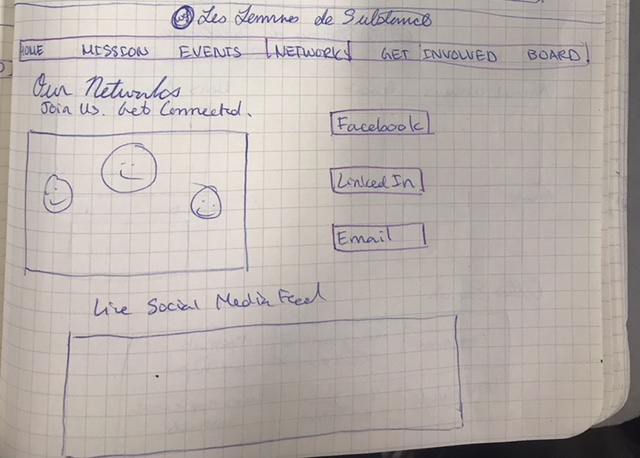 Les Femmes de Substance
HOME MISSION EVENTS NETWORKS GET INVOLVED BOARD
Our Networks
Join Us. Get Connected.
Facebook
LinkedIn
Email
Live Social Media Feed